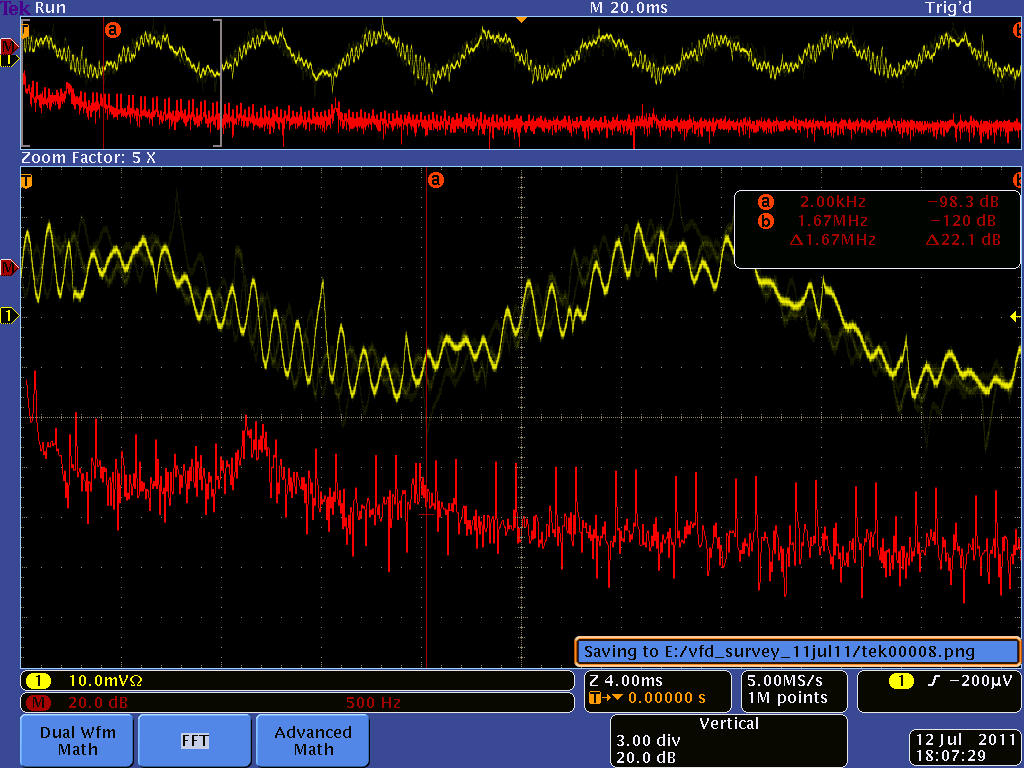 Tek Run M 20.0ms Trig'd
T a b
M
1
Zoom Factor: 5 X
T a b
a 2.00kHz −98.3 dB
b 1.67MHz −120 dB
Δ1.67MHz Δ22.1 dB
M
1
Saving to E:/vfd_survey_11jul11/tek00008.png
1 10.0mVΩ
Z 4.00ms
T→▼ 0.00000 s
5.00MS/s
1M points
1 ∫ −200μV
M 20.0 dB 500 Hz
Dual Wfm
Math
FFT
Advanced
Math
Vertical
3.00 div
20.0 dB
12 Jul 2011
18:07:29